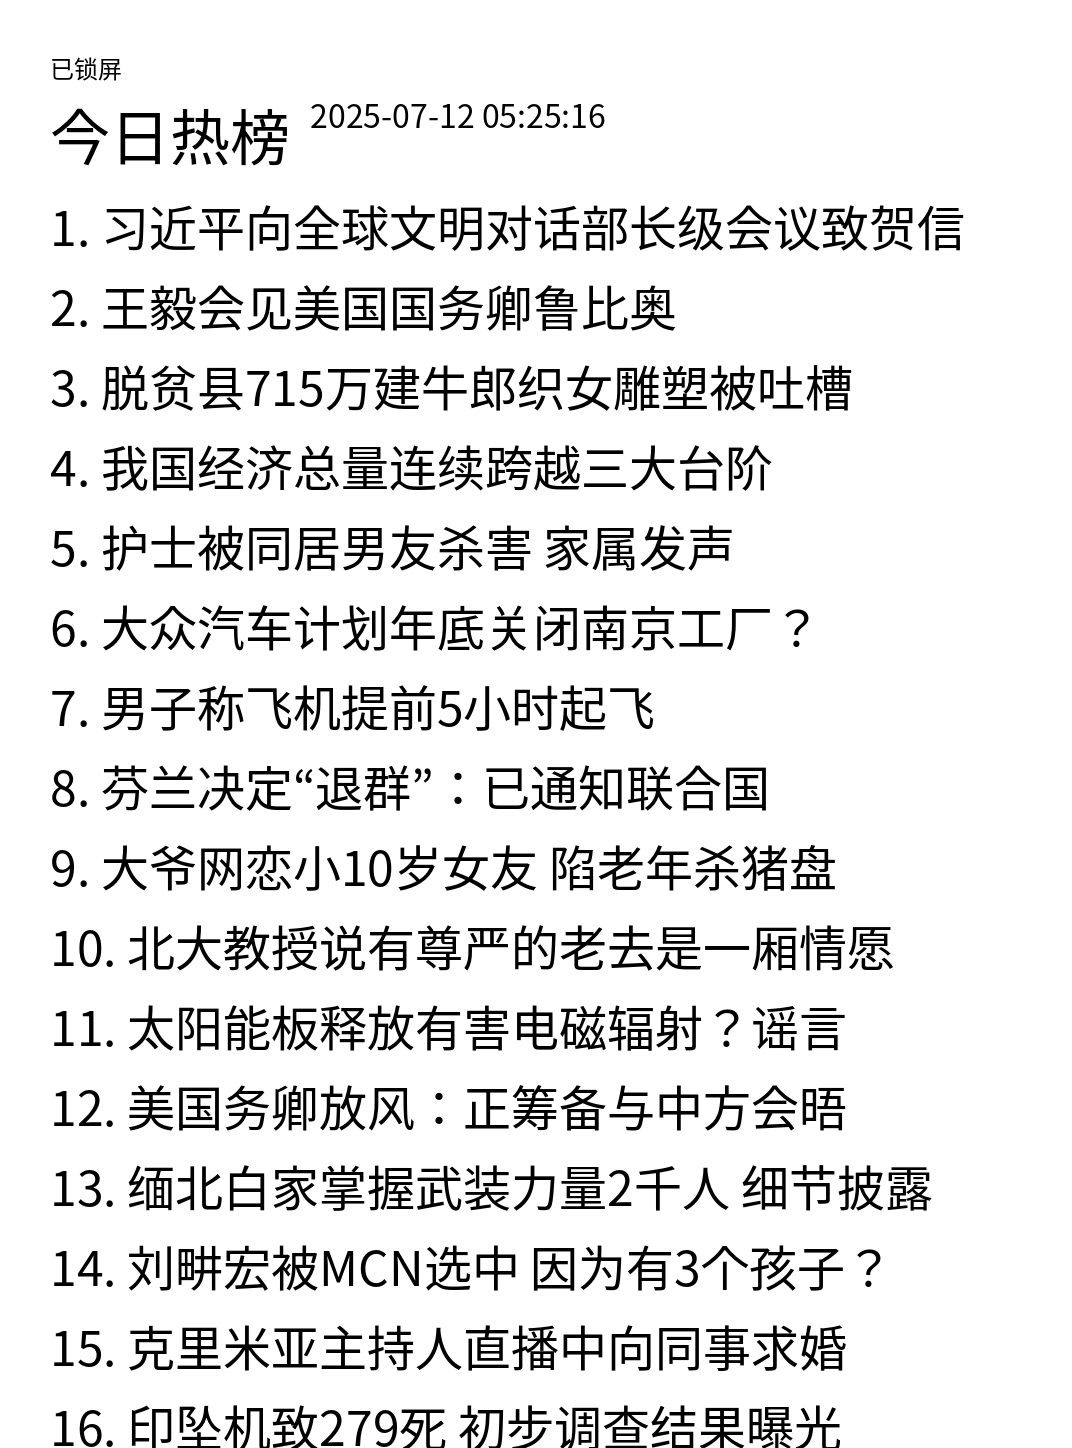 已锁屏
今日热榜 2025-07-12 05:25:16
1. 习近平向全球文明对话部长级会议致贺信
2. 王毅会见美国国务卿鲁比奥
3. 脱贫县715万建牛郎织女雕塑被吐槽
4. 我国经济总量连续跨越三大台阶
5. 护士被同居男友杀害 家属发声
6. 大众汽车计划年底关闭南京工厂？
7. 男子称飞机提前5小时起飞
8. 芬兰决定“退群”：已通知联合国
9. 大爷网恋小10岁女友 陷老年杀猪盘
10. 北大教授说有尊严的老去是一厢情愿
11. 太阳能板释放有害电磁辐射？谣言
12. 美国务卿放风：正筹备与中方会晤
13. 缅北白家掌握武装力量2千人 细节披露
14. 刘畊宏被MCN选中 因为有3个孩子？
15. 克里米亚主持人直播中向同事求婚
16. 印坠机致279死 初步调查结果曝光